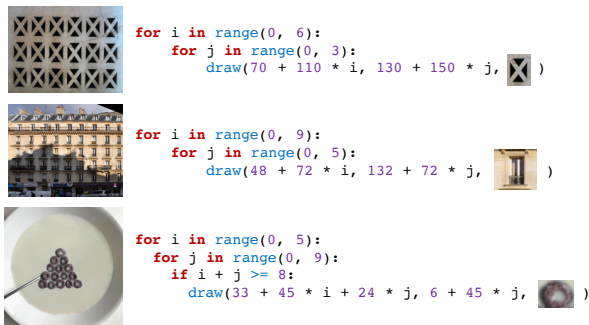 for i in range(0, 6):
    for j in range(0, 3):
        draw(70 + 110 * i, 130 + 150 * j, )
for i in range(0, 9):
    for j in range(0, 5):
        draw(48 + 72 * i, 132 + 72 * j, )
for i in range(0, 5):
  for j in range(0, 9):
    if i + j >= 8:
      draw(33 + 45 * i + 24 * j, 6 + 45 * j, )